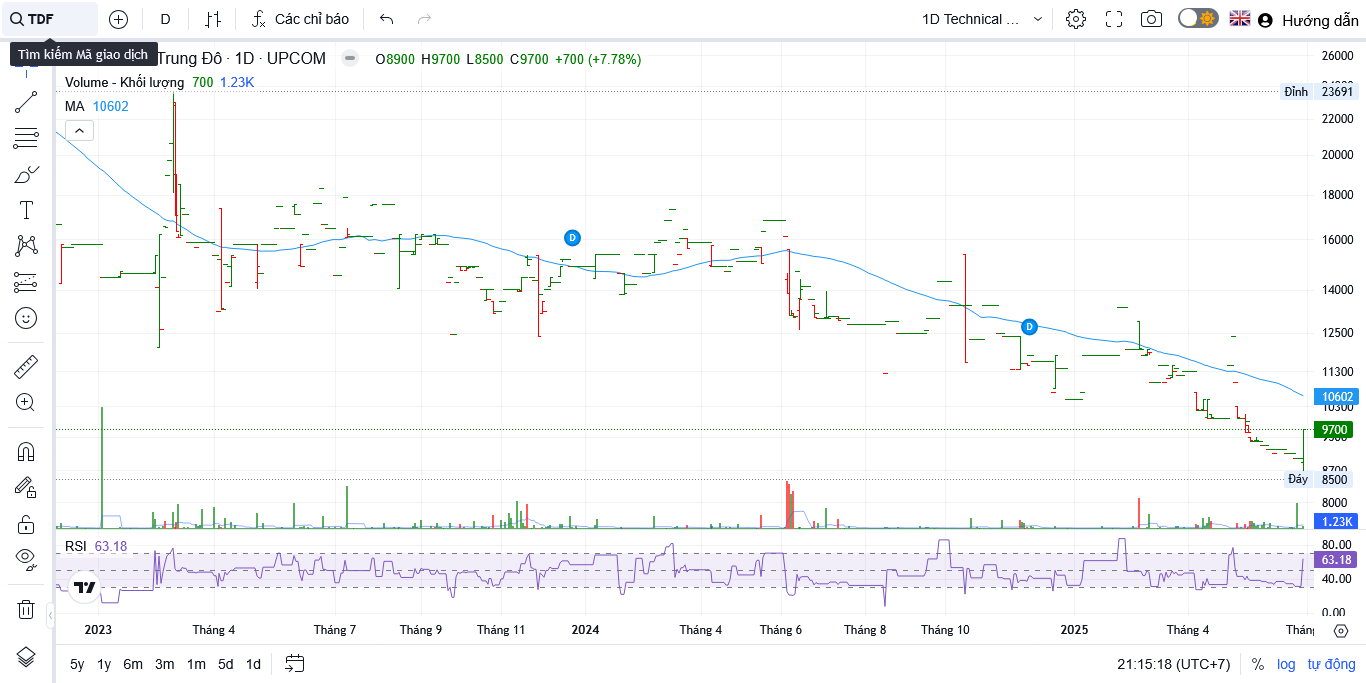 TDF
D
Các chỉ báo
1D Technical ...
Hướng dẫn
Tìm kiếm Mã giao dịch
Trung Đô · 1D · UPCOM
O8900 H9700 L8500 C9700 +700 (+7.78%)
Volume - Khối lượng 700 1.23K
MA 10602
26000
Đỉnh 23691
22000
20000
18000
16000
D
14000
12500
D
11300
10602
10300
9700
Đáy 8500
8000
1.23K
RSI 63.18
80.00
63.18
40.00
0.00
2023 Tháng 4 Tháng 7 Tháng 9 Tháng 11 2024 Tháng 4 Tháng 6 Tháng 8 Tháng 10 2025 Tháng 4 Tháng
5y 1y 6m 3m 1m 5d 1d
21:15:18 (UTC+7) % log tự động